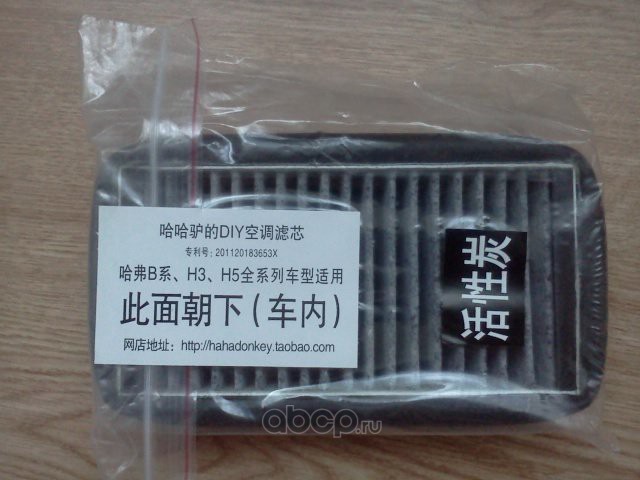 哈哈驴的DIY空调滤芯
专利号：201120183653X
哈弗B系、H3、H5全系列车型适用
此面朝下（车内）
网店地址：http://hahadonkey.taobao.com
活性炭
abcp.ru